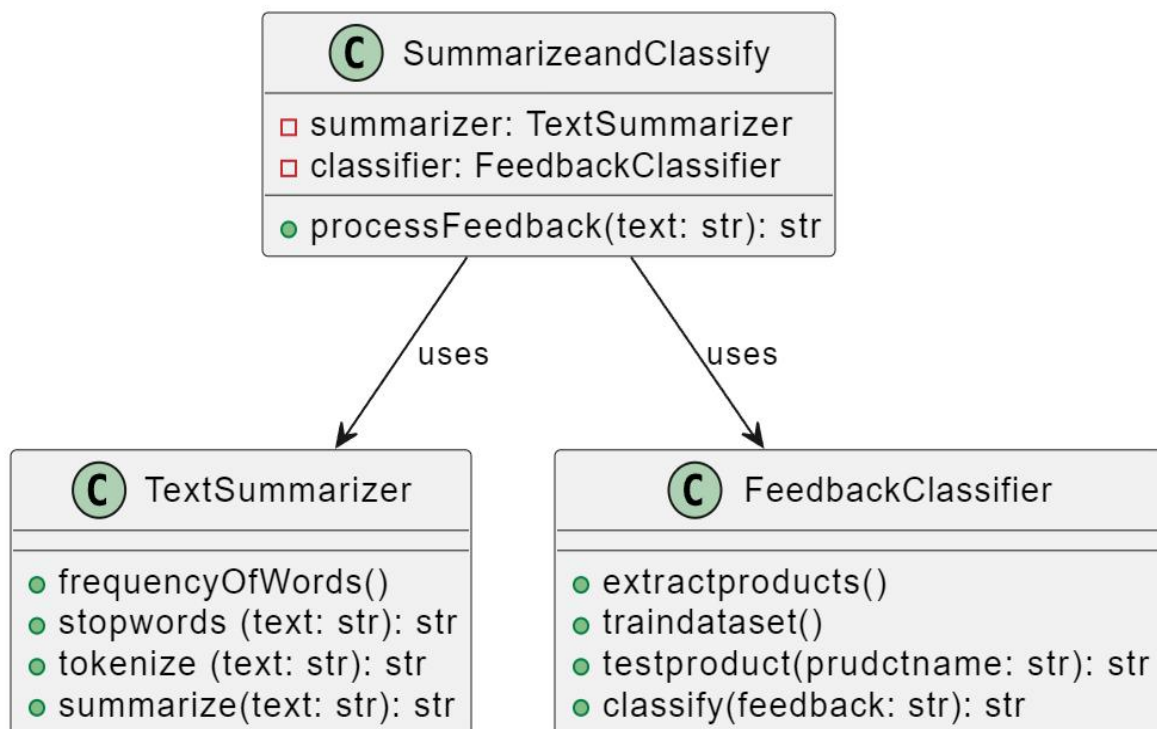 C SummarizeandClassify
summarizer: TextSummarizer
classifier: FeedbackClassifier
processFeedback(text: str): str
uses
uses
C TextSummarizer
frequencyOfWords()
stopwords (text: str): str
tokenize (text: str): str
summarize(text: str): str
C FeedbackClassifier
extractproducts()
traindataset()
testproduct(prudctname: str): str
classify(feedback: str): str